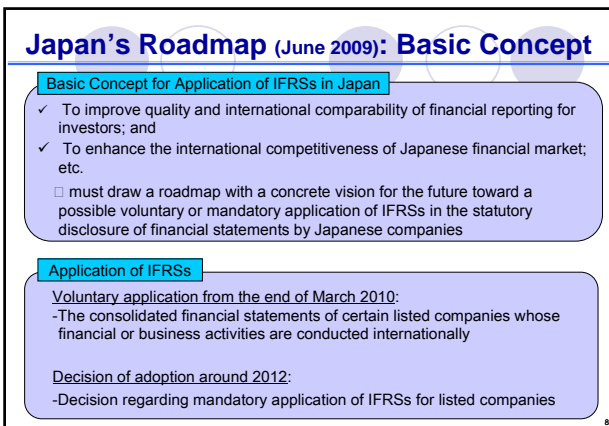 Japan's Roadmap (June 2009): Basic Concept
Basic Concept for Application of IFRSs in Japan
✓ To improve quality and international comparability of financial reporting for
investors; and
✓ To enhance the international competitiveness of Japanese financial market;
etc.
□ must draw a roadmap with a concrete vision for the future toward a
possible voluntary or mandatory application of IFRSs in the statutory
disclosure of financial statements by Japanese companies
Application of IFRSs
Voluntary application from the end of March 2010:
-The consolidated financial statements of certain listed companies whose
financial or business activities are conducted internationally
Decision of adoption around 2012:
-Decision regarding mandatory application of IFRSs for listed companies
8